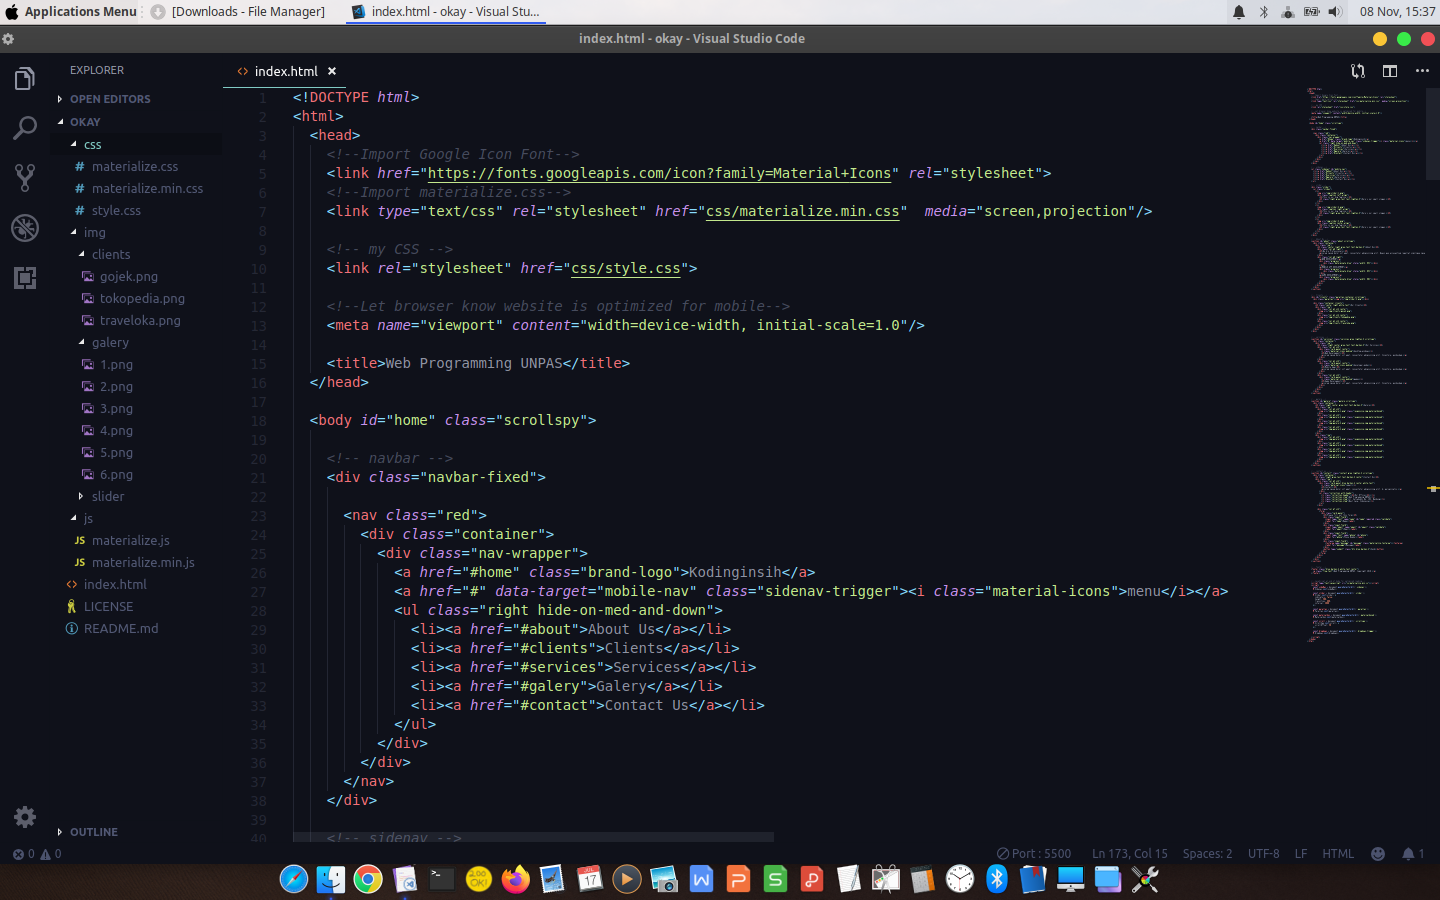 Applications Menu
[Downloads - File Manager]
index.html - okay - Visual Stu...
08 Nov, 15:37
index.html - okay - Visual Studio Code
EXPLORER
OPEN EDITORS
OKAY
css
materialize.css
materialize.min.css
style.css
img
clients
gojek.png
tokopedia.png
traveloka.png
galery
1.png
2.png
3.png
4.png
5.png
6.png
slider
js
JS materialize.js
JS materialize.min.js
index.html
LICENSE
README.md
OUTLINE
index.html
1 <!DOCTYPE html>
2 <html>
3 <head>
4 <!--Import Google Icon Font-->
5 <link href="https://fonts.googleapis.com/icon?family=Material+Icons" rel="stylesheet">
6 <!--Import materialize.css-->
7 <link type="text/css" rel="stylesheet" href="css/materialize.min.css"  media="screen,projection"/>
8
9 <!-- my CSS -->
10 <link rel="stylesheet" href="css/style.css">
11
12 <!--Let browser know website is optimized for mobile-->
13 <meta name="viewport" content="width=device-width, initial-scale=1.0"/>
14
15 <title>Web Programming UNPAS</title>
16 </head>
17
18 <body id="home" class="scrollspy">
19
20 <!-- navbar -->
21 <div class="navbar-fixed">
22
23 <nav class="red">
24 <div class="container">
25 <div class="nav-wrapper">
26 <a href="#home" class="brand-logo">Kodinginsih</a>
27 <a href="#" data-target="mobile-nav" class="sidenav-trigger"><i class="material-icons">menu</i></a>
28 <ul class="right hide-on-med-and-down">
29 <li><a href="#about">About Us</a></li>
30 <li><a href="#clients">Clients</a></li>
31 <li><a href="#services">Services</a></li>
32 <li><a href="#galery">Galery</a></li>
33 <li><a href="#contact">Contact Us</a></li>
34 </ul>
35 </div>
36 </div>
37 </nav>
38 </div>
39
40 <!-- sidenav -->
0 0
Port : 5500
Ln 173, Col 15
Spaces: 2
UTF-8
LF
HTML
1
200 OK!
17